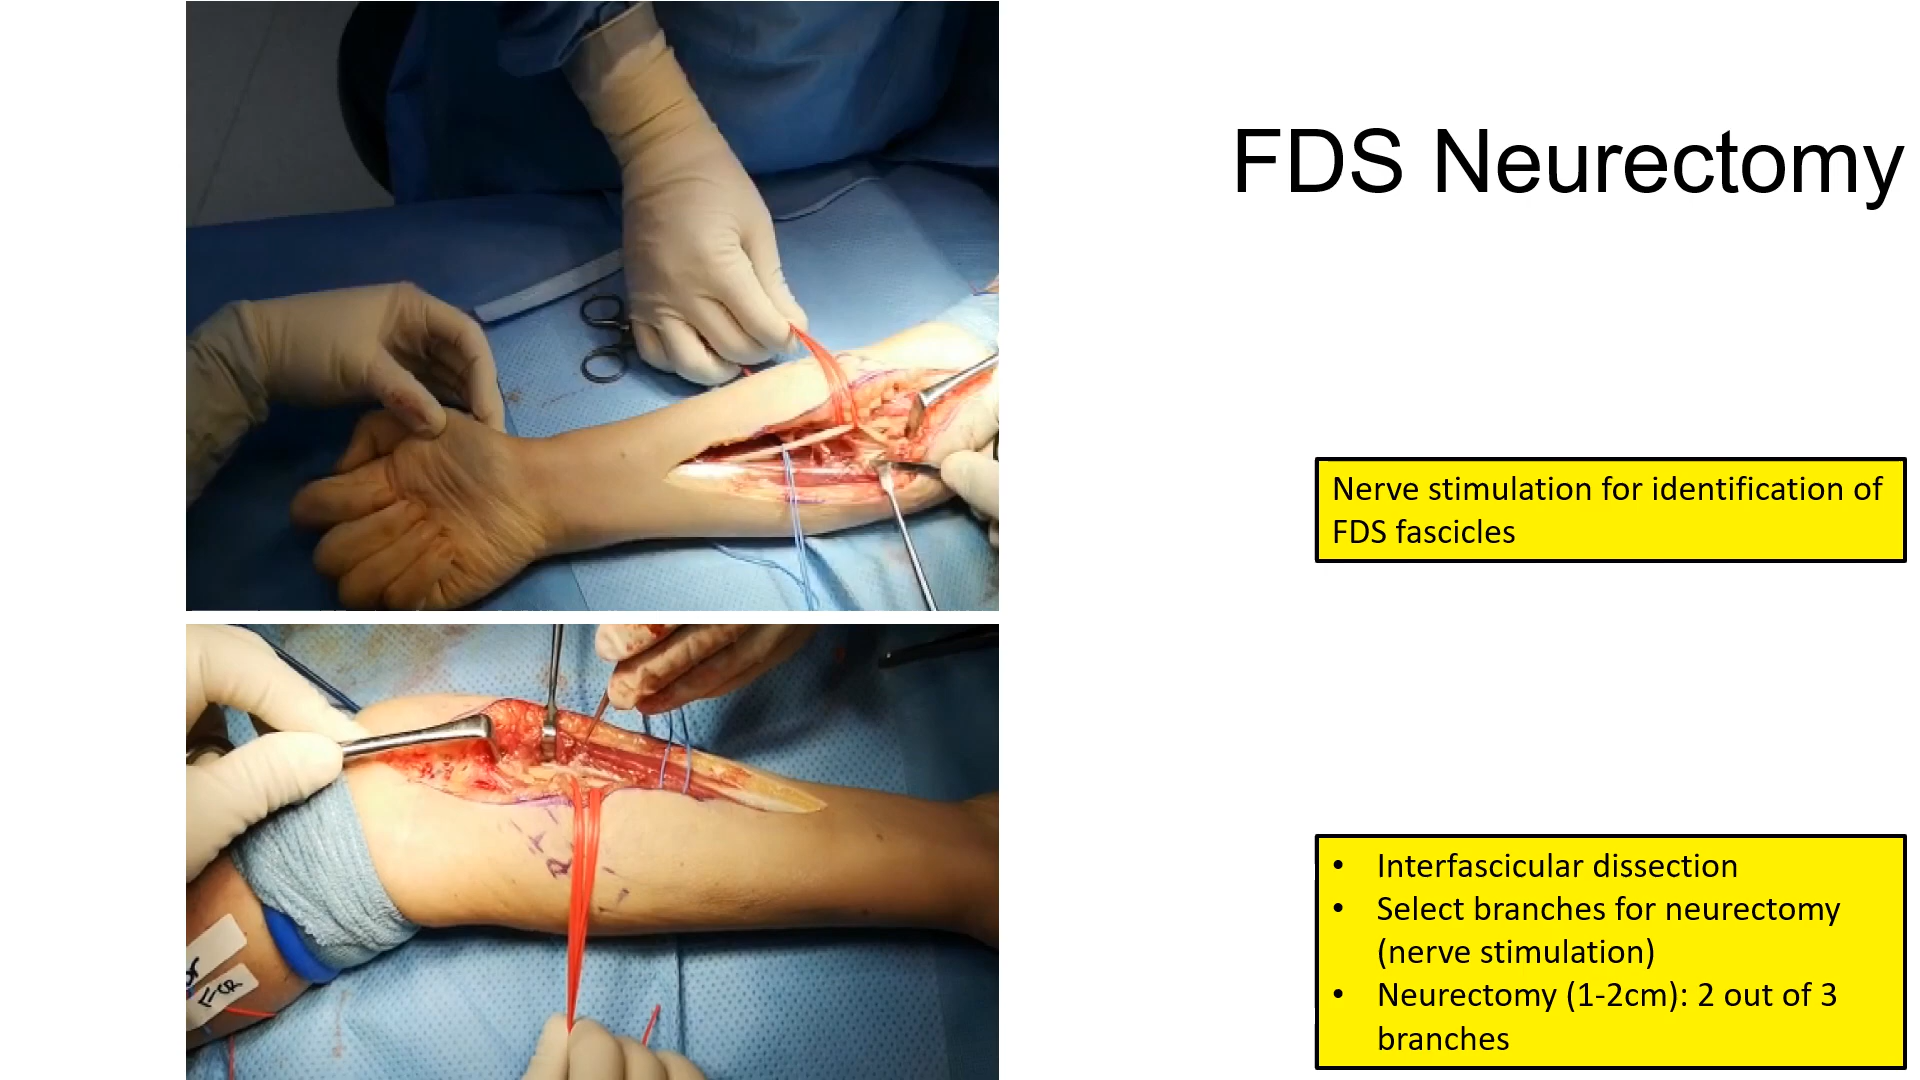 FDS Neurectomy
Nerve stimulation for identification of
FDS fascicles
• Interfascicular dissection
• Select branches for neurectomy
(nerve stimulation)
• Neurectomy (1-2cm): 2 out of 3
branches
FCR